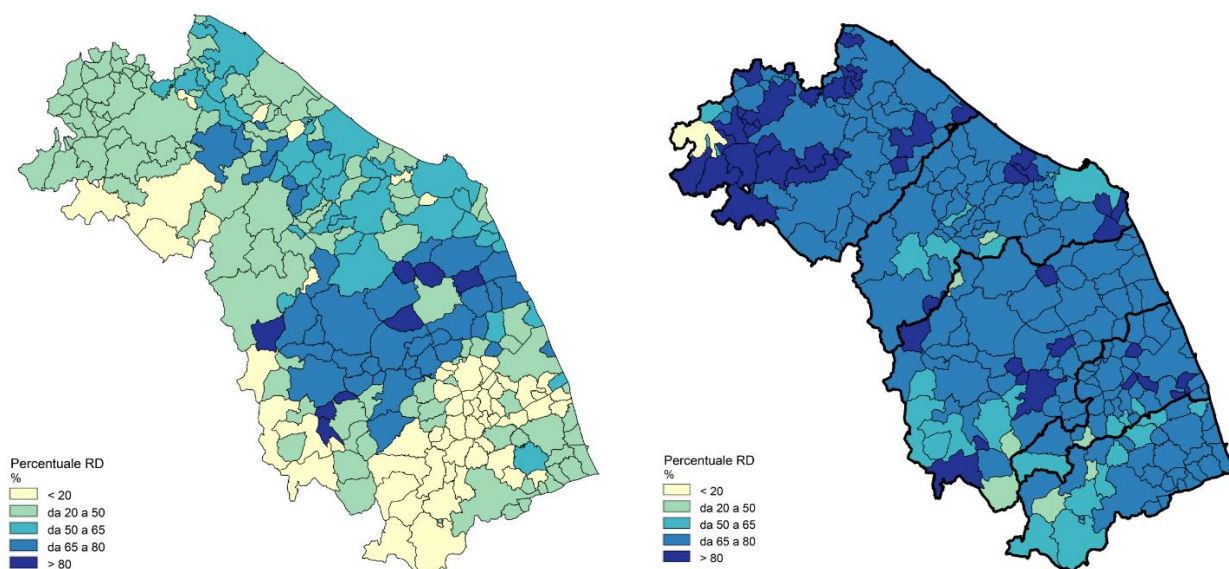 Percentuale RD
%
< 20
da 20 a 50
da 50 a 65
da 65 a 80
> 80
Percentuale RD
%
< 20
da 20 a 50
da 50 a 65
da 65 a 80
> 80